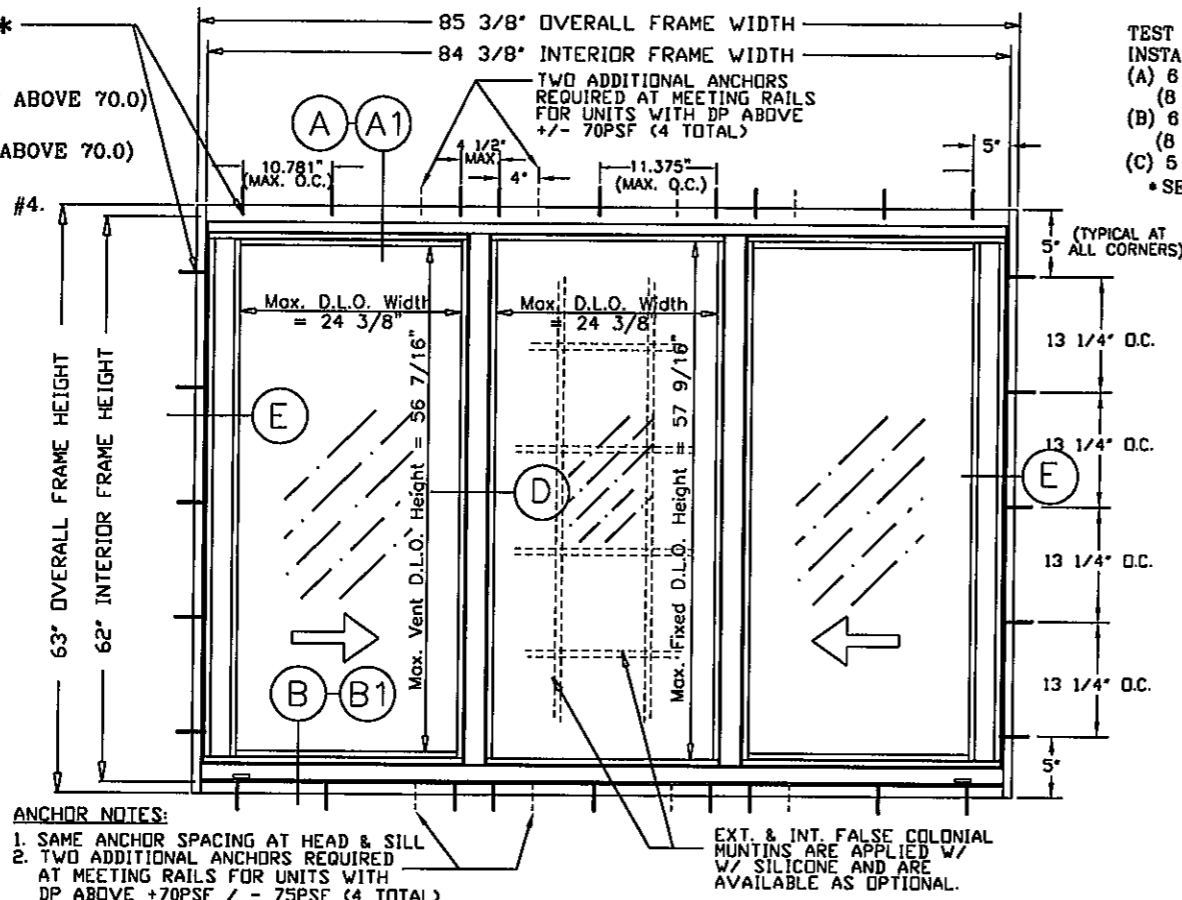 85 3/8" OVERALL FRAME WIDTH
84 3/8" INTERIOR FRAME WIDTH
*
ABOVE 70.0)
ABOVE 70.0)
#4.
TEST
INSTA
(A) 6
(8
(B) 6
(8
(C) 5
* SE
TWO ADDITIONAL ANCHORS
REQUIRED AT MEETING RAILS
FOR UNITS WITH DP ABOVE
+/- 70PSF (4 TOTAL)
A
A1
10.781"
(MAX. O.C.)
4 1/2"
MAX
4"
11.375"
(MAX. O.C.)
5"
5"
(TYPICAL AT
ALL CORNERS)
Max. D.L.O. Width
= 24 3/8"
Max. D.L.O. Width
= 24 3/8"
63" OVERALL FRAME HEIGHT
62" INTERIOR FRAME HEIGHT
Max. Vent D.L.O. Height = 56 7/16"
Max. Fixed D.L.O. Height = 57 9/16"
13 1/4" O.C.
13 1/4" O.C.
13 1/4" O.C.
13 1/4" O.C.
5"
E
D
E
B
B1
ANCHOR NOTES:
1. SAME ANCHOR SPACING AT HEAD & SILL
2. TWO ADDITIONAL ANCHORS REQUIRED
AT MEETING RAILS FOR UNITS WITH
DP ABOVE +70PSF / - 75PSF (4 TOTAL)
EXT. & INT. FALSE COLONIAL
MUNTINS ARE APPLIED W/
W/ SILICONE AND ARE
AVAILABLE AS OPTIONAL.